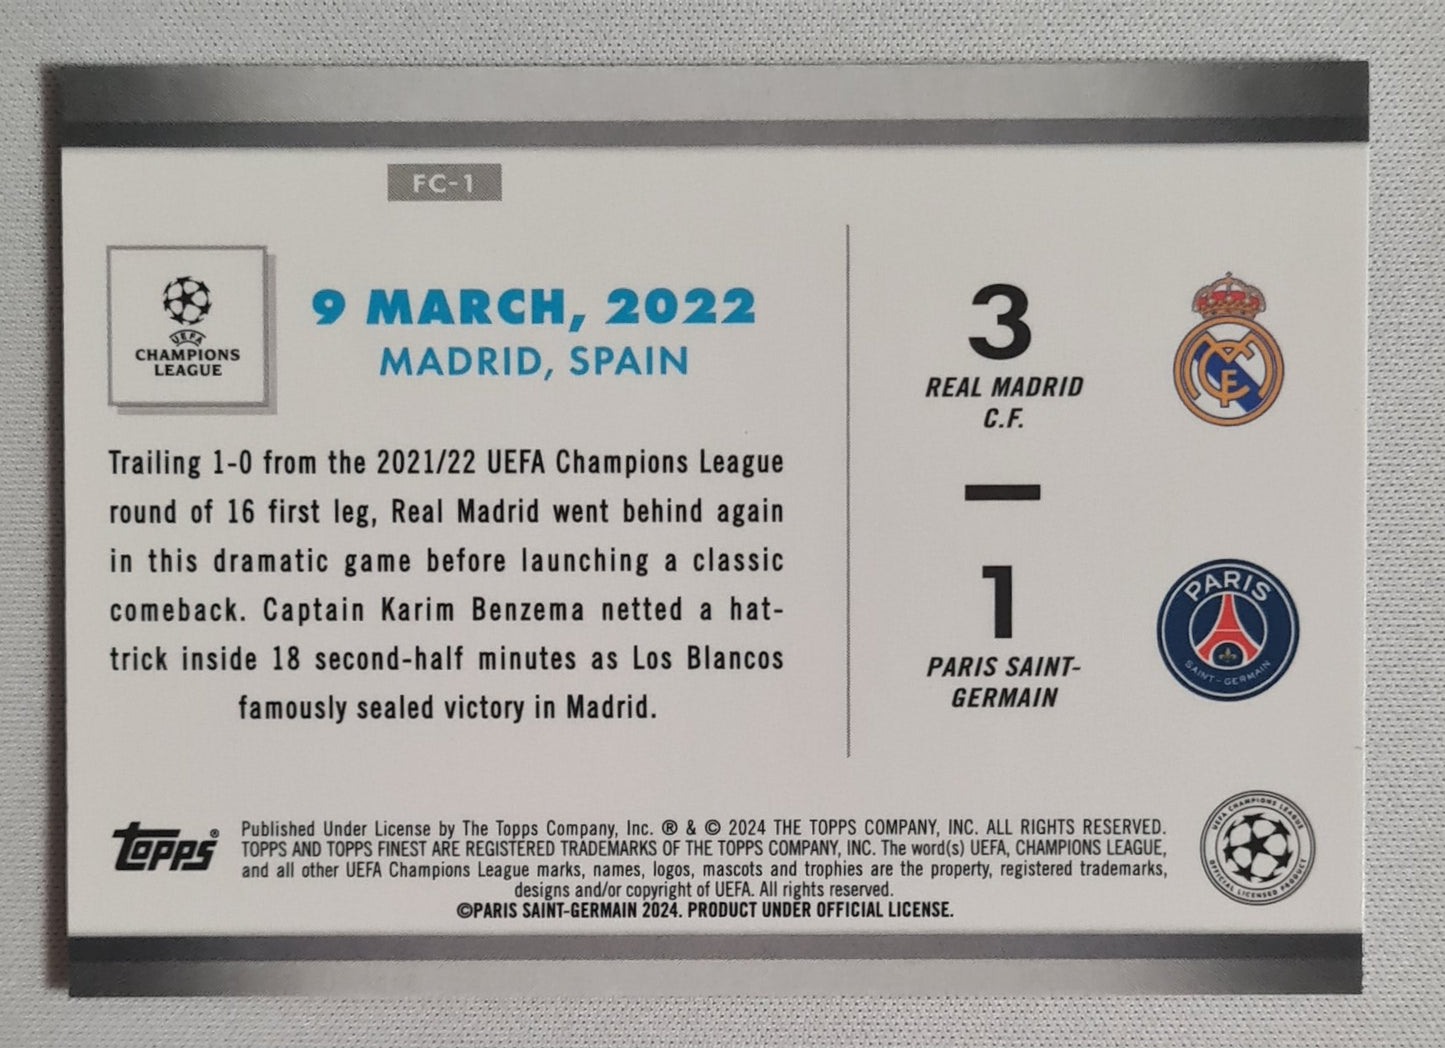 FC-1
UEFA
CHAMPIONS
LEAGUE
9 MARCH, 2022
MADRID, SPAIN
Trailing 1-0 from the 2021/22 UEFA Champions League
round of 16 first leg, Real Madrid went behind again
in this dramatic game before launching a classic
comeback. Captain Karim Benzema netted a hat-
trick inside 18 second-half minutes as Los Blancos
famously sealed victory in Madrid.
3
REAL MADRID
C.F.
–
1
PARIS SAINT-
GERMAIN
PARIS
SAINT-GERMAIN
Topps®
Published Under License by The Topps Company, Inc. ® & © 2024 THE TOPPS COMPANY, INC. ALL RIGHTS RESERVED.
TOPPS AND TOPPS FINEST ARE REGISTERED TRADEMARKS OF THE TOPPS COMPANY, INC. The word(s) UEFA, CHAMPIONS LEAGUE,
and all other UEFA Champions League marks, names, logos, mascots and trophies are the property, registered trademarks,
designs and/or copyright of UEFA. All rights reserved.
©PARIS SAINT-GERMAIN 2024. PRODUCT UNDER OFFICIAL LICENSE.
UEFA CHAMPIONS LEAGUE
OFFICIAL LICENSED PRODUCT